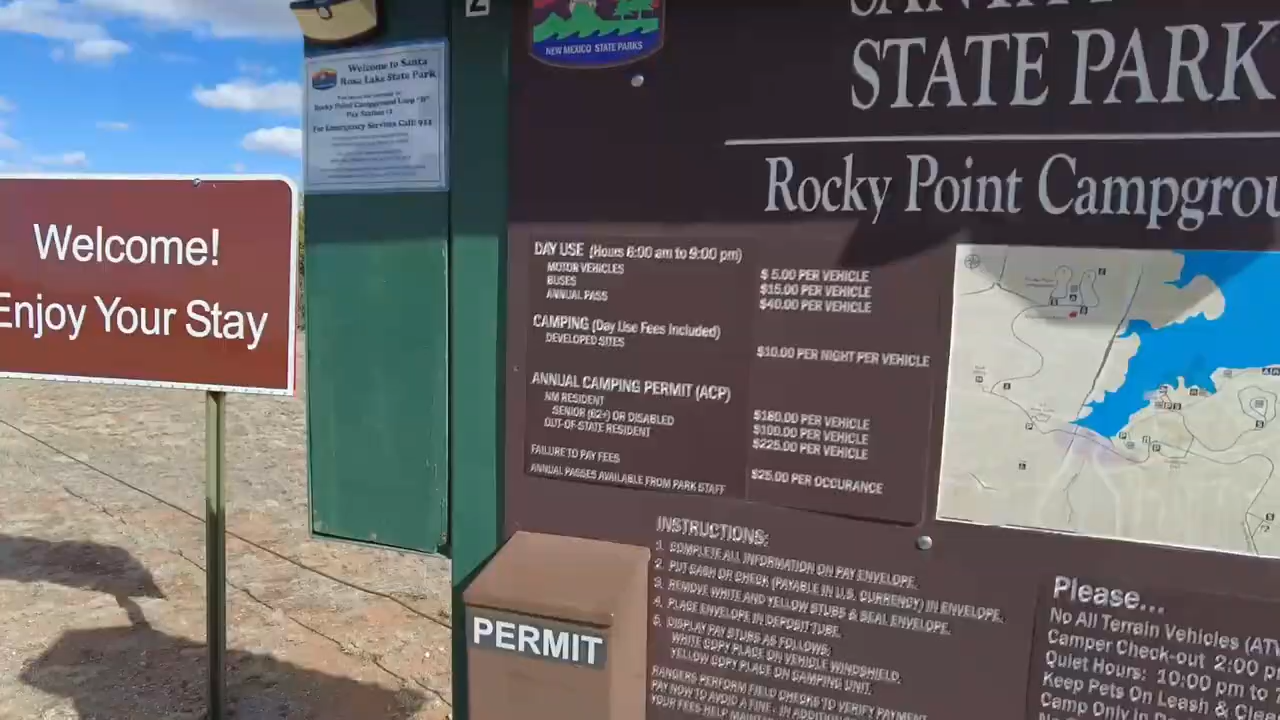 NEW MEXICO STATE PARKS
Welcome to Santa
Rosa Lake State Park
Rocky Point Campground Loop "B"
Pay Station #1
For Emergency Services Call: 911
Welcome!
Enjoy Your Stay
STATE PARK
Rocky Point Campgrou
DAY USE (Hours 6:00 am to 9:00 pm)
MOTOR VEHICLES $ 5.00 PER VEHICLE
BUSES $15.00 PER VEHICLE
ANNUAL PASS $40.00 PER VEHICLE
CAMPING (Day Use Fees Included)
DEVELOPED SITES $10.00 PER NIGHT PER VEHICLE
ANNUAL CAMPING PERMIT (ACP)
NM RESIDENT $180.00 PER VEHICLE
SENIOR (62+) OR DISABLED $100.00 PER VEHICLE
OUT-OF-STATE RESIDENT $225.00 PER VEHICLE
FAILURE TO PAY FEES $25.00 PER OCCURANCE
ANNUAL PASSES AVAILABLE FROM PARK STAFF
INSTRUCTIONS:
1. COMPLETE ALL INFORMATION ON PAY ENVELOPE.
2. PUT CASH OR CHECK (PAYABLE IN U.S. CURRENCY) IN ENVELOPE.
3. REMOVE WHITE AND YELLOW STUBS & SEAL ENVELOPE.
4. PLACE ENVELOPE IN DEPOSIT TUBE.
5. DISPLAY PAY STUBS AS FOLLOWS:
WHITE COPY PLACE ON VEHICLE WINDSHIELD.
YELLOW COPY PLACE ON CAMPING UNIT.
RANGERS PERFORM FIELD CHECKS TO VERIFY PAYMENT.
PAY NOW TO AVOID A FINE. IN ADDITION
YOUR FEES HELP
PERMIT
Please...
No All Terrain Vehicles (ATV
Camper Check-out 2:00 p
Quiet Hours: 10:00 pm to 7
Keep Pets On Leash & Clea
Camp Only in